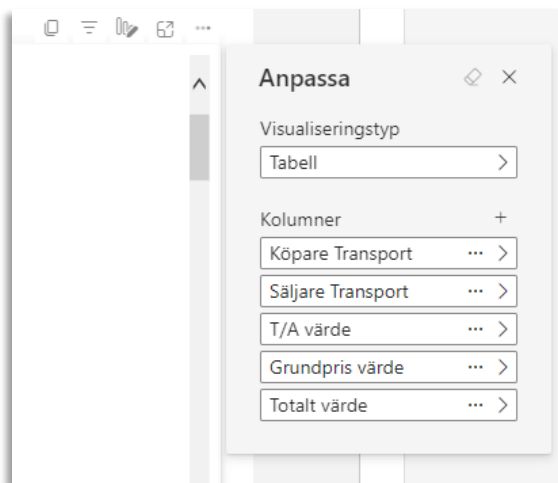 Anpassa
Visualiseringstyp
Tabell
Kolumner
Köpare Transport
Säljare Transport
T/A värde
Grundpris värde
Totalt värde